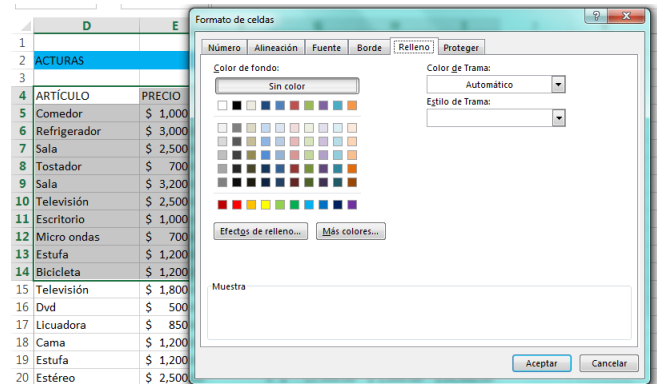 Formato de celdas
D E
Número Alineación Fuente Borde Relleno Proteger
1
2 ACTURAS
3
4 ARTÍCULO PRECIO
5 Comedor $ 1,000
6 Refrigerador $ 3,000
7 Sala $ 2,500
8 Tostador $ 700
9 Sala $ 3,200
10 Televisión $ 2,500
11 Escritorio $ 1,000
12 Micro ondas $ 700
13 Estufa $ 1,200
14 Bicicleta $ 1,200
15 Televisión $ 1,800
16 Dvd $ 500
17 Licuadora $ 850
18 Cama $ 1,200
19 Estufa $ 1,200
20 Estéreo $ 2,500
Color de fondo:
Sin color
Color de Trama:
Automático
Estilo de Trama:
Efectos de relleno...
Más colores...
Muestra
Aceptar
Cancelar